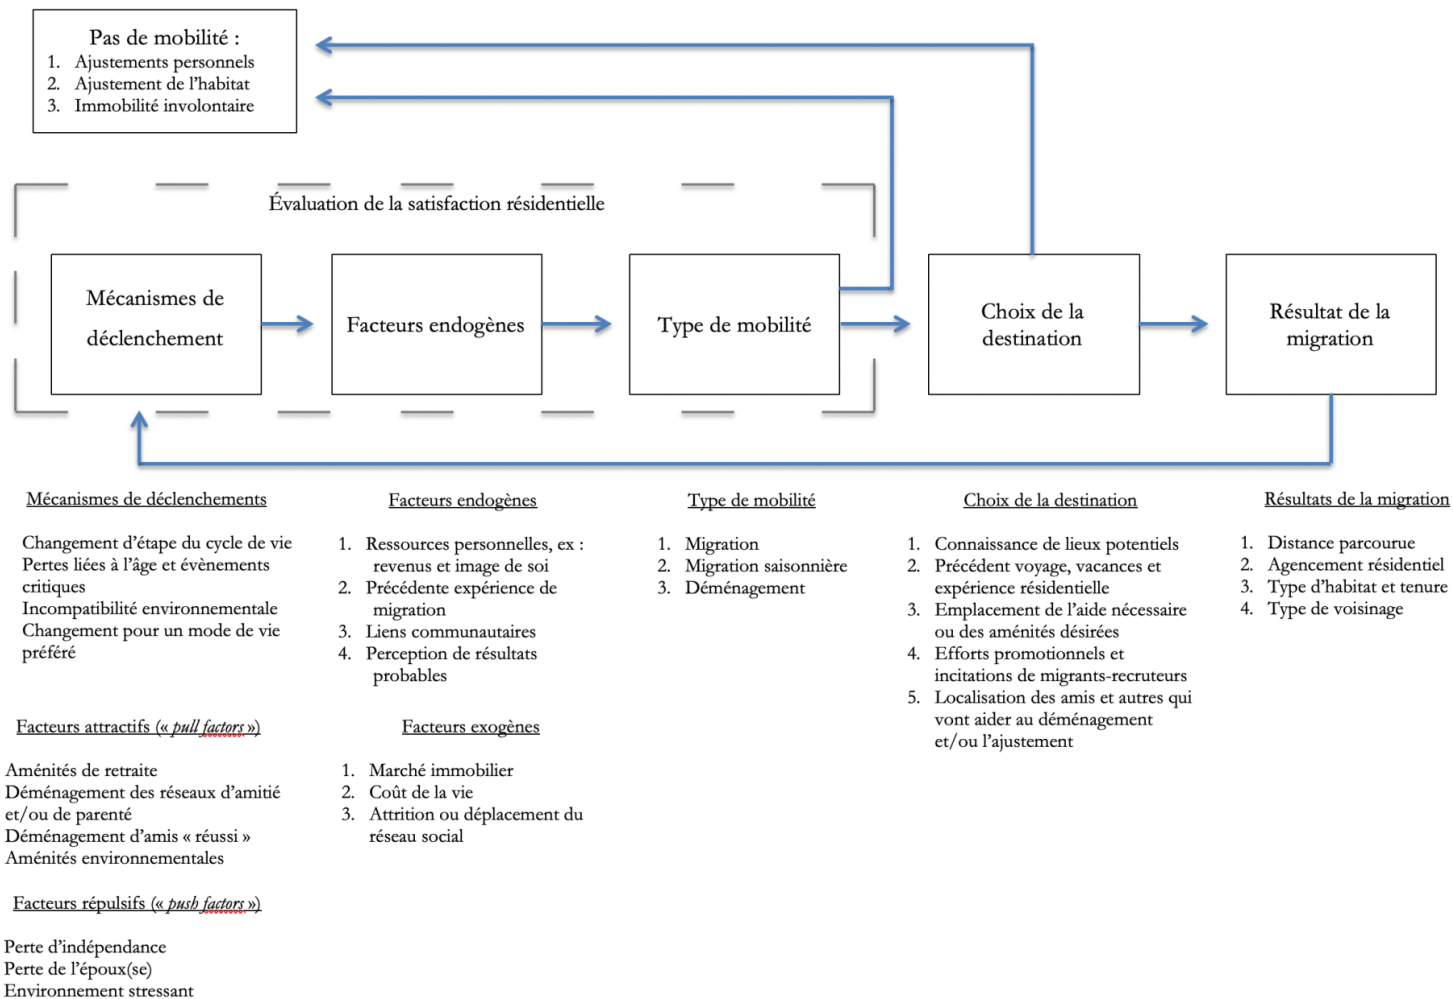 Pas de mobilité :
1. Ajustements personnels
2. Ajustement de l'habitat
3. Immobilité involontaire
Évaluation de la satisfaction résidentielle
Mécanismes de
déclenchement
Facteurs endogènes
Type de mobilité
Choix de la
destination
Résultat de la
migration
Mécanismes de déclenchements
Changement d'étape du cycle de vie
Pertes liées à l'âge et évènements
critiques
Incompatibilité environnementale
Changement pour un mode de vie
préféré
Facteurs attractifs (« pull factors »)
Aménités de retraite
Déménagement des réseaux d'amitié
et/ou de parenté
Déménagement d'amis « réussi »
Aménités environnementales
Facteurs répulsifs (« push factors »)
Perte d'indépendance
Perte de l'époux(se)
Environnement stressant
Facteurs endogènes
1. Ressources personnelles, ex :
revenus et image de soi
2. Précédente expérience de
migration
3. Liens communautaires
4. Perception de résultats
probables
Facteurs exogènes
1. Marché immobilier
2. Coût de la vie
3. Attrition ou déplacement du
réseau social
Type de mobilité
1. Migration
2. Migration saisonnière
3. Déménagement
Choix de la destination
1. Connaissance de lieux potentiels
2. Précédent voyage, vacances et
expérience résidentielle
3. Emplacement de l'aide nécessaire
ou des aménités désirées
4. Efforts promotionnels et
incitations de migrants-recruteurs
5. Localisation des amis et autres qui
vont aider au déménagement
et/ou l'ajustement
Résultats de la migration
1. Distance parcourue
2. Agencement résidentiel
3. Type d'habitat et tenure
4. Type de voisinage